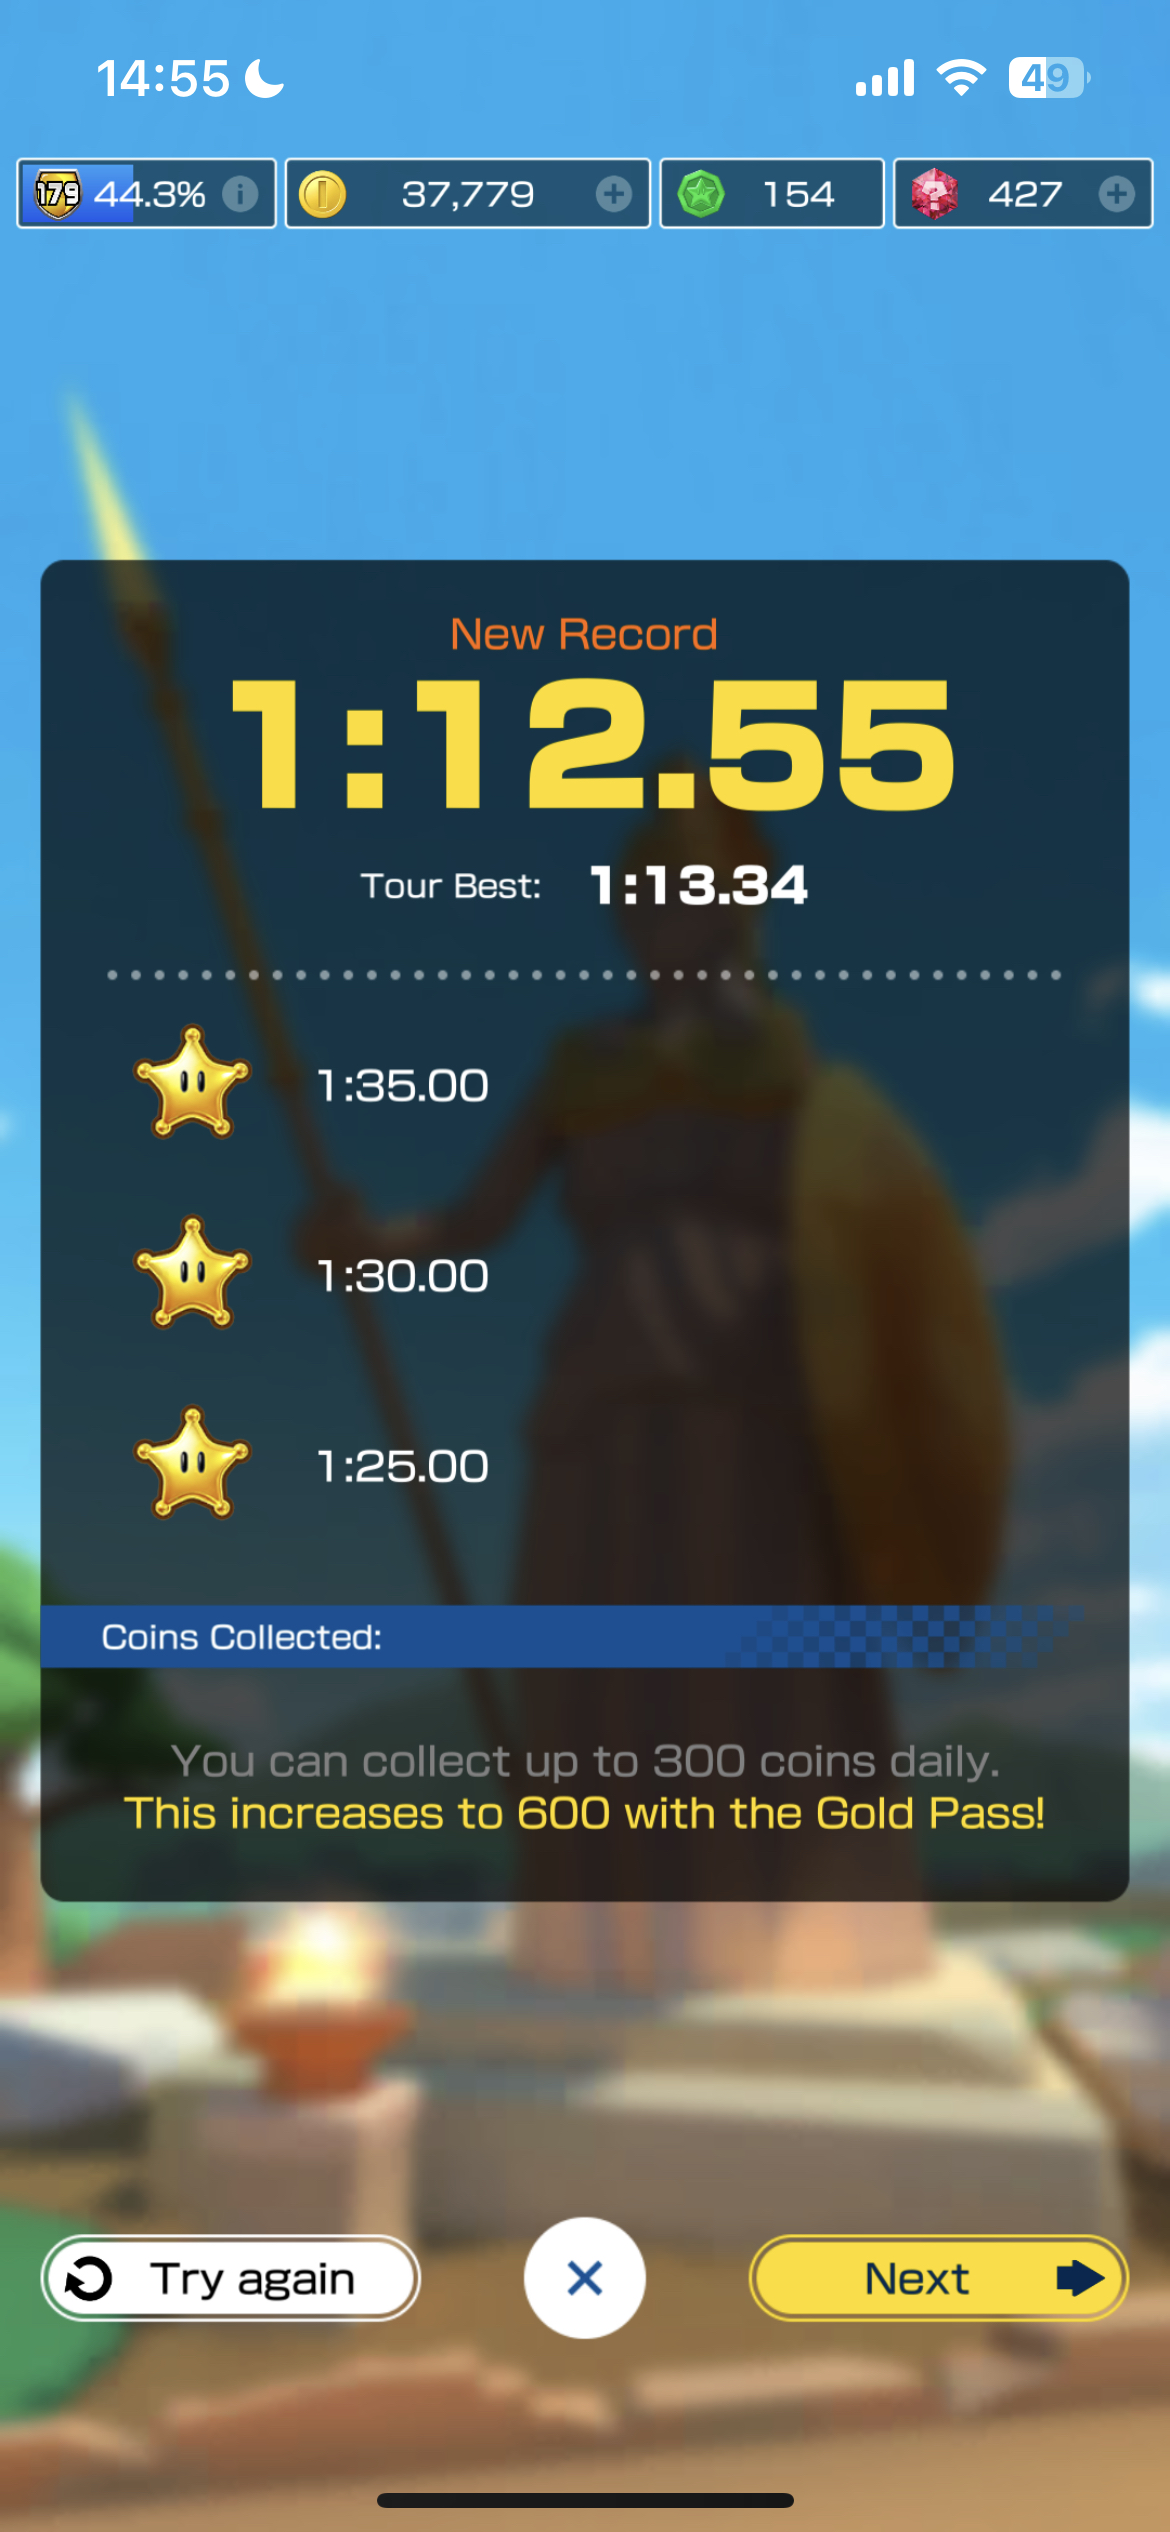 14:55
49
179 44.3% i 37,779 + 154 427 +
New Record
1:12.55
Tour Best: 1:13.34
1:35.00
1:30.00
1:25.00
Coins Collected:
You can collect up to 300 coins daily.
This increases to 600 with the Gold Pass!
Try again
Next